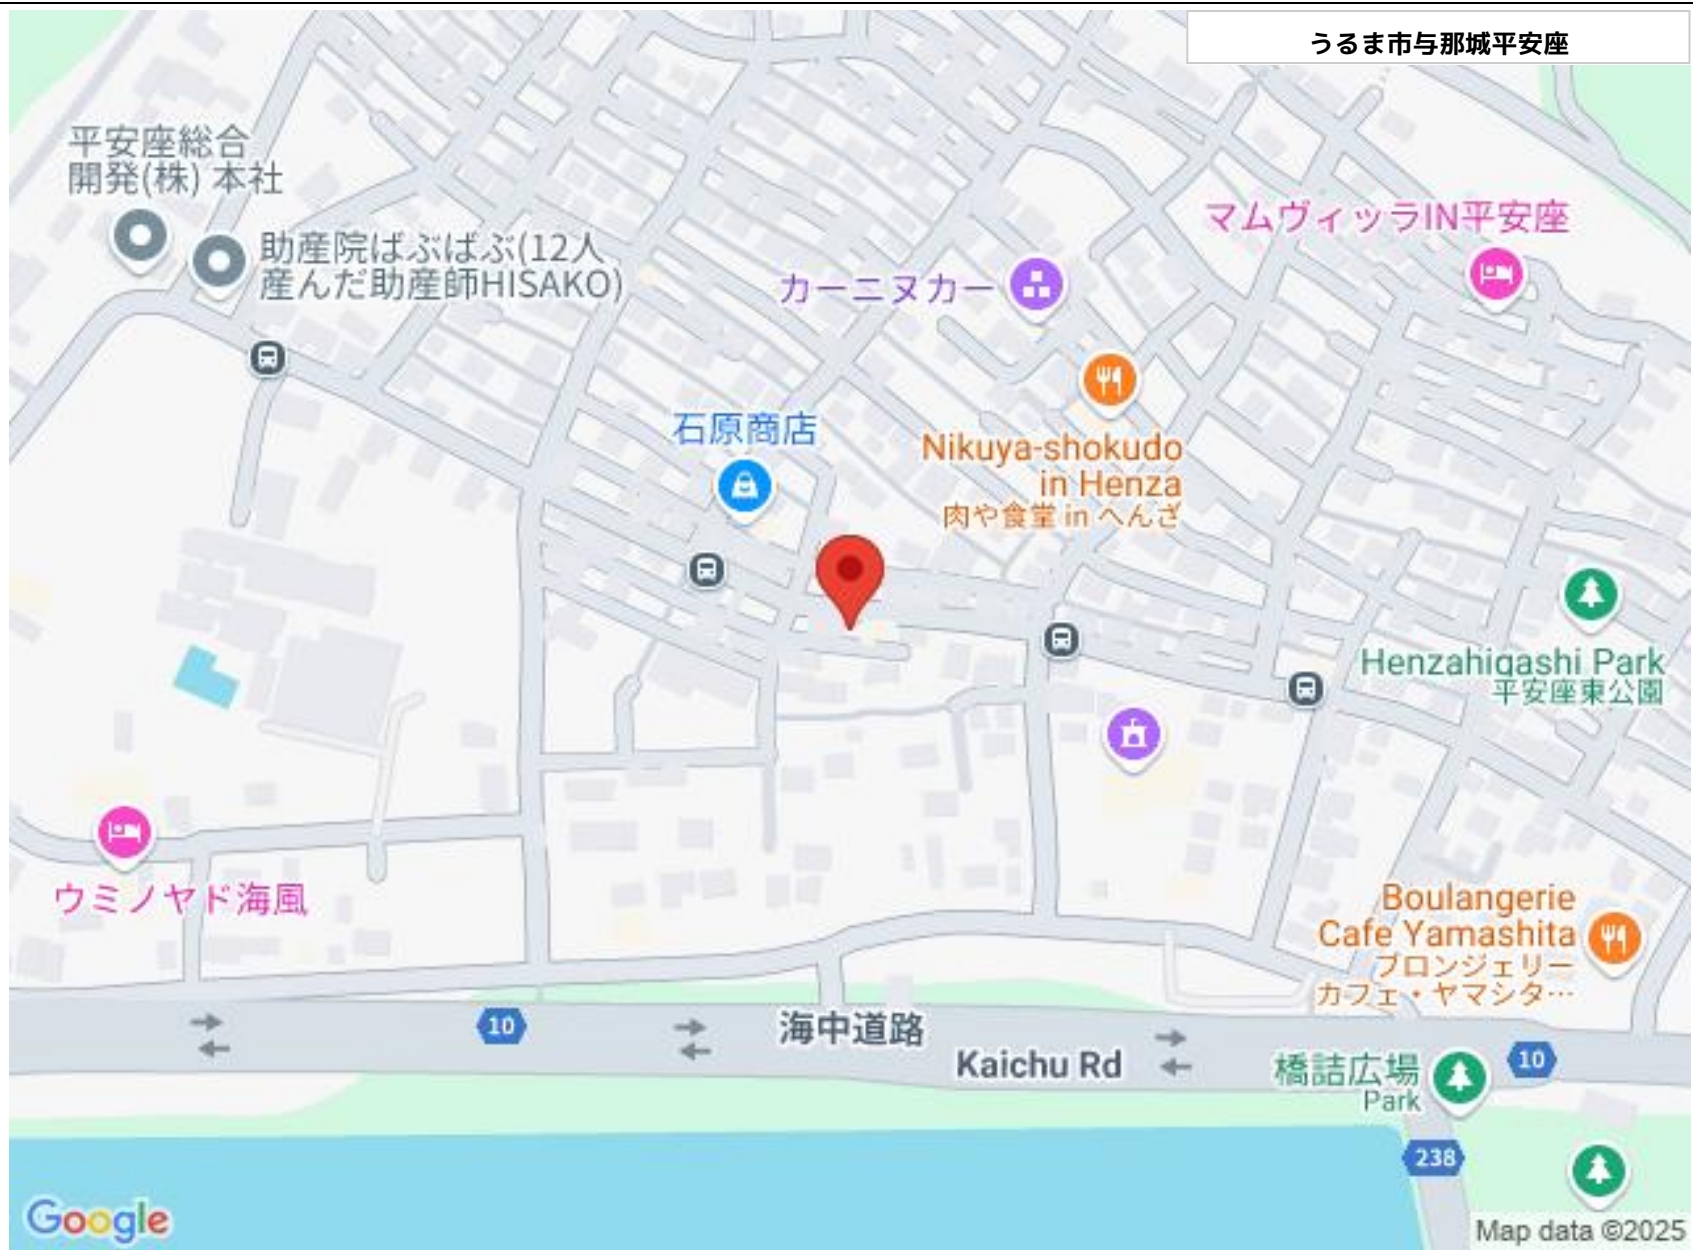 うるま市与那城平安座
平安座総合
開発(株) 本社
助産院ばぶばぶ(12人
産んだ助産師HISAKO)
マムヴィッラIN平安座
カーニヌカー
石原商店
Nikuya-shokudo
in Henza
肉や食堂 in へんざ
Henzahigashi Park
平安座東公園
ウミノヤド海風
Boulangerie
Cafe Yamashita
ブロンジェリー
カフェ・ヤマシタ…
10
海中道路
Kaichu Rd
橋詰広場
Park
10
238
Google
Map data ©2025